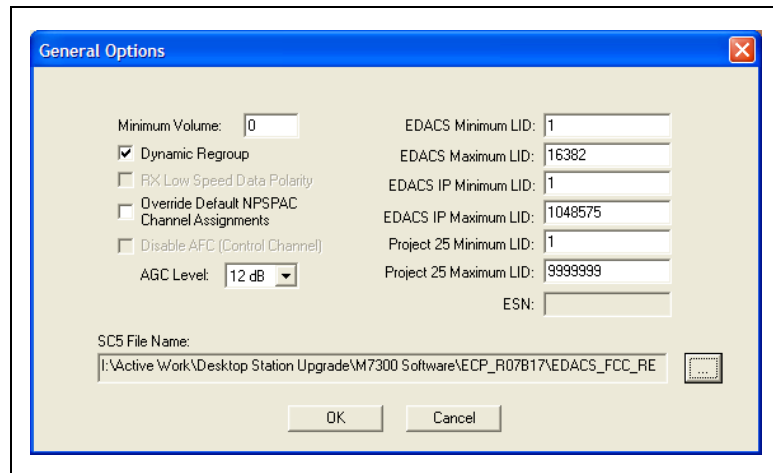 General Options
Minimum Volume: 0
Dynamic Regroup
RX Low Speed Data Polarity
Override Default NPSPAC
Channel Assignments
Disable AFC (Control Channel)
AGC Level: 12 dB
EDACS Minimum LID: 1
EDACS Maximum LID: 16382
EDACS IP Minimum LID: 1
EDACS IP Maximum LID: 1048575
Project 25 Minimum LID: 1
Project 25 Maximum LID: 9999999
ESN:
SC5 File Name:
I:\Active Work\Desktop Station Upgrade\M7300 Software\ECP_R07B17\EDACS_FCC_RE
...
OK Cancel